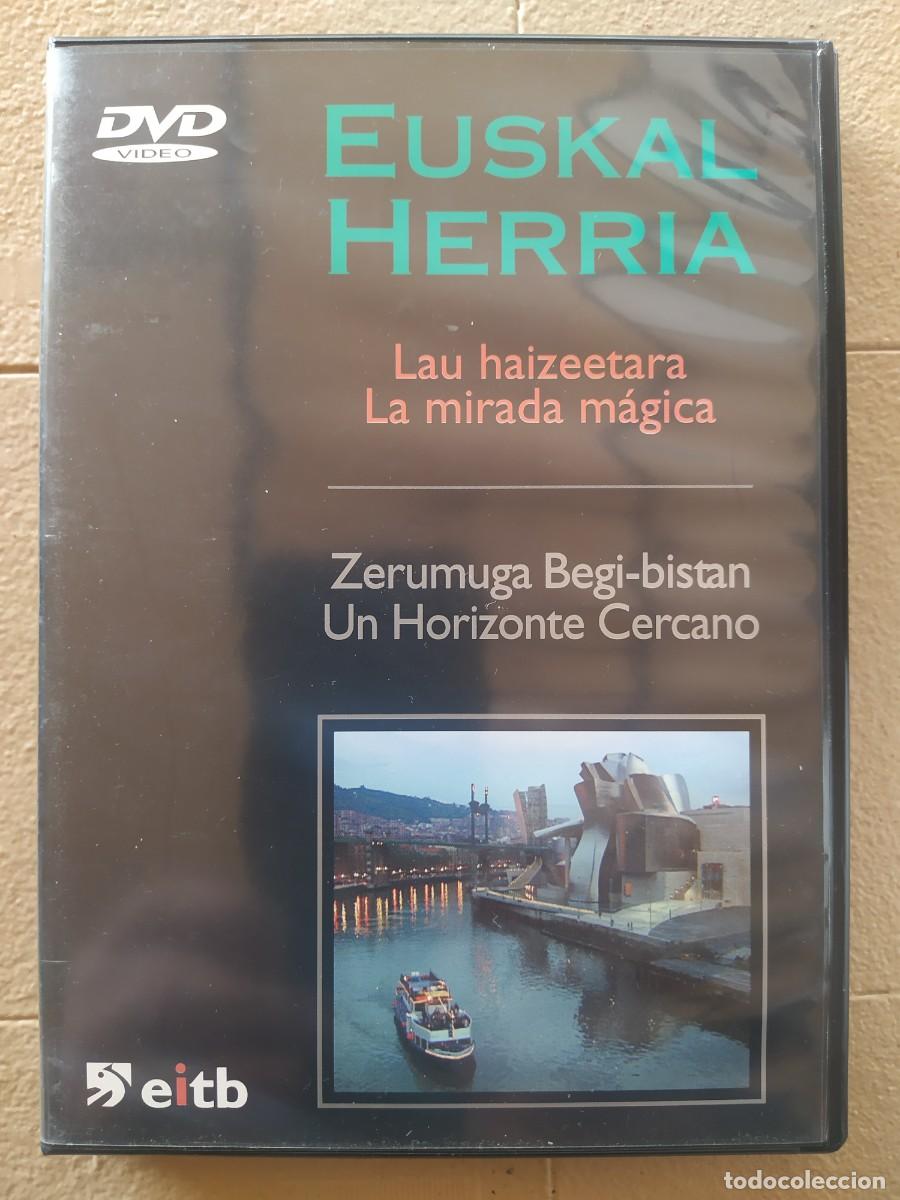 DVD
VIDEO
EUSKAL
HERRIA
Lau haizeetara
La mirada mágica
Zerumuga Begi-bistan
Un Horizonte Cercano
eitb
todocoleccion